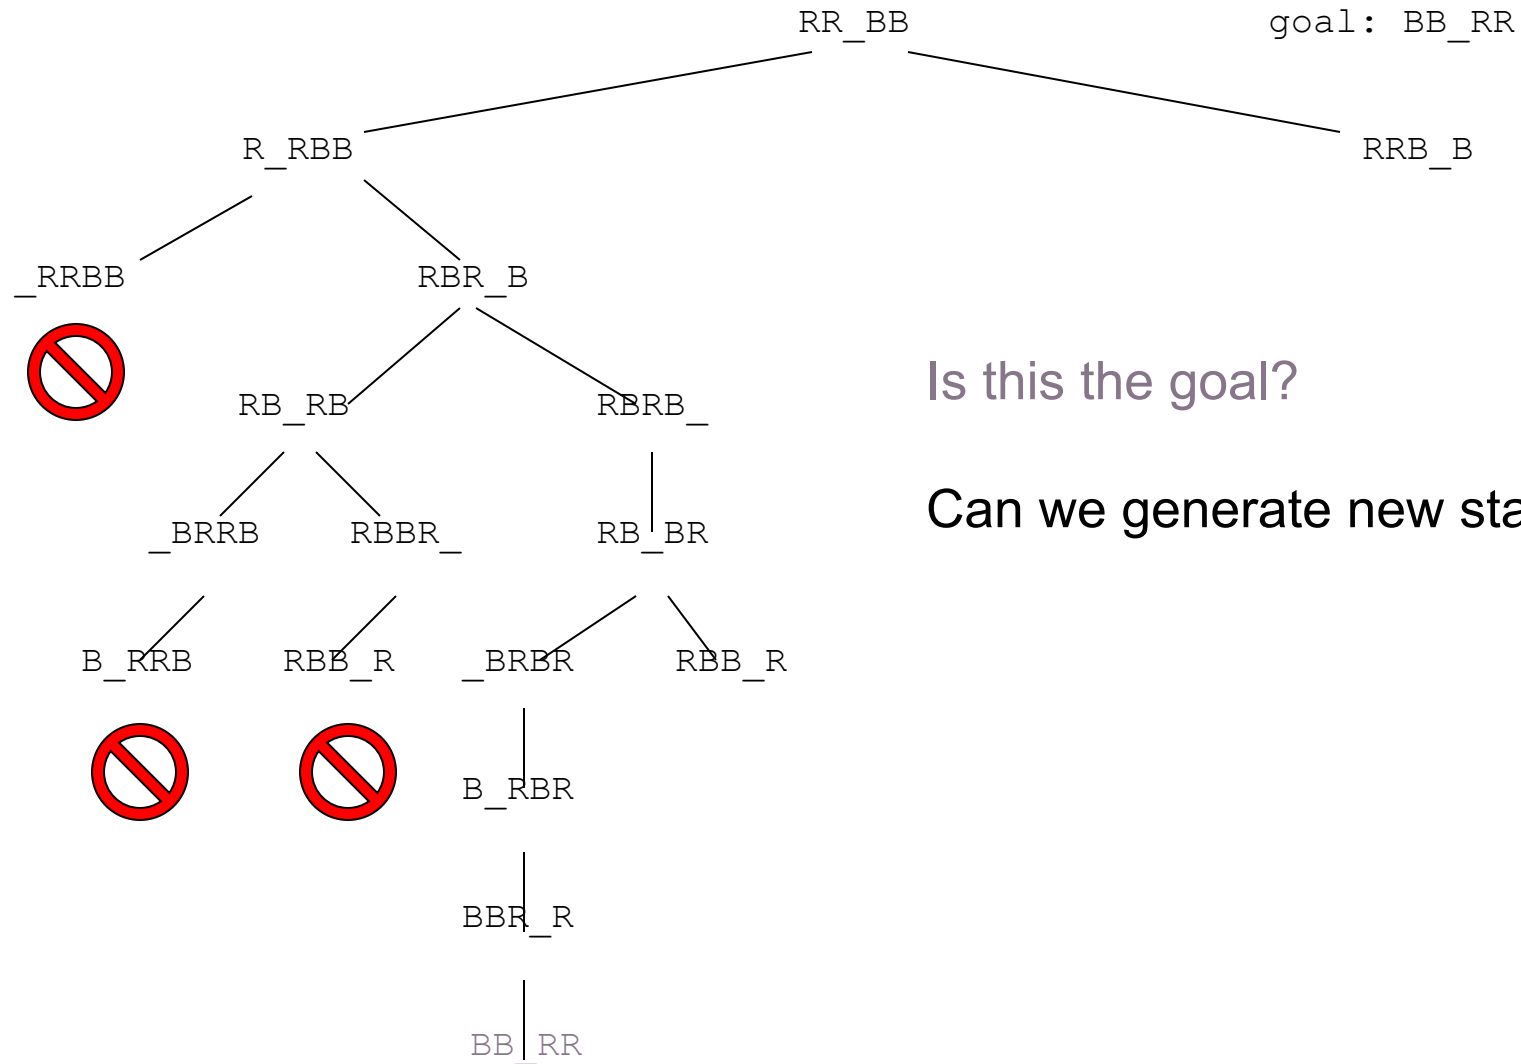 RR_BB
goal: BB_RR
R_RBB
RRB_B
_RRBB
RBR_B
Is this the goal?
RB_RB
RBRB_
Can we generate new sta
_BRRB
RBBR_
RB_BR
B_RRB
RBB_R
_BRBR
RBB_R
B_RBR
BBR_R
BB_RR